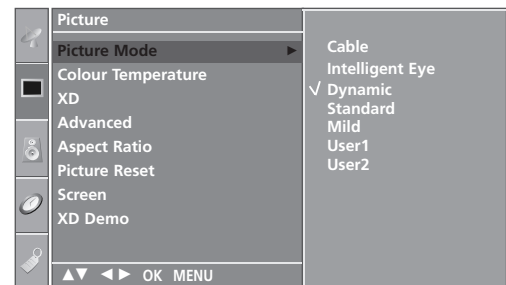 Picture
Picture Mode ►
Colour Temperature
XD
Advanced
Aspect Ratio
Picture Reset
Screen
XD Demo
▲▼ ◄► OK MENU
Cable
Intelligent Eye
√ Dynamic
Standard
Mild
User1
User2